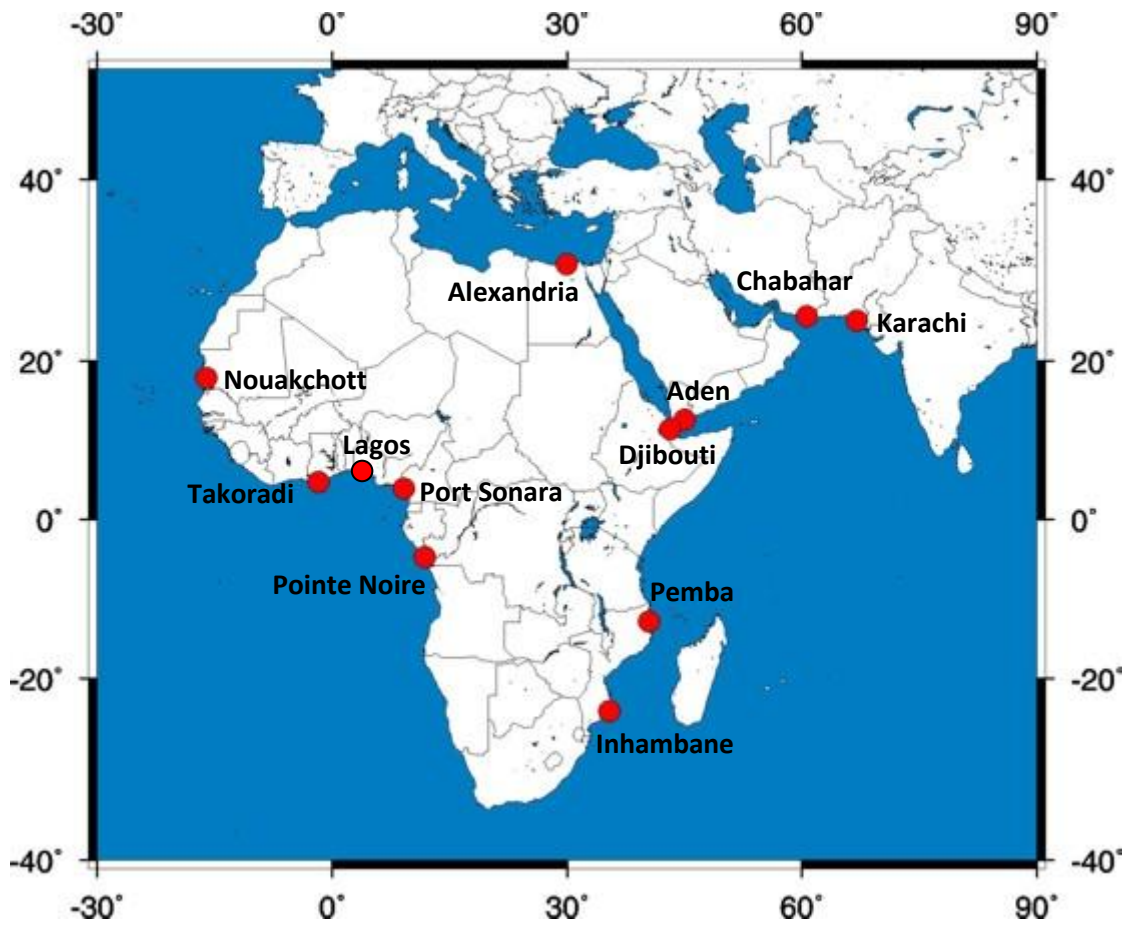 -30° 0° 30° 60° 90°
40° 40°
Chabahar
Alexandria
Karachi
20° 20°
Nouakchott
Aden
Lagos
Djibouti
Takoradi
Port Sonara
0° 0°
Pointe Noire
Pemba
-20° -20°
Inhambane
-40° -40°
-30° 0° 30° 60° 90°